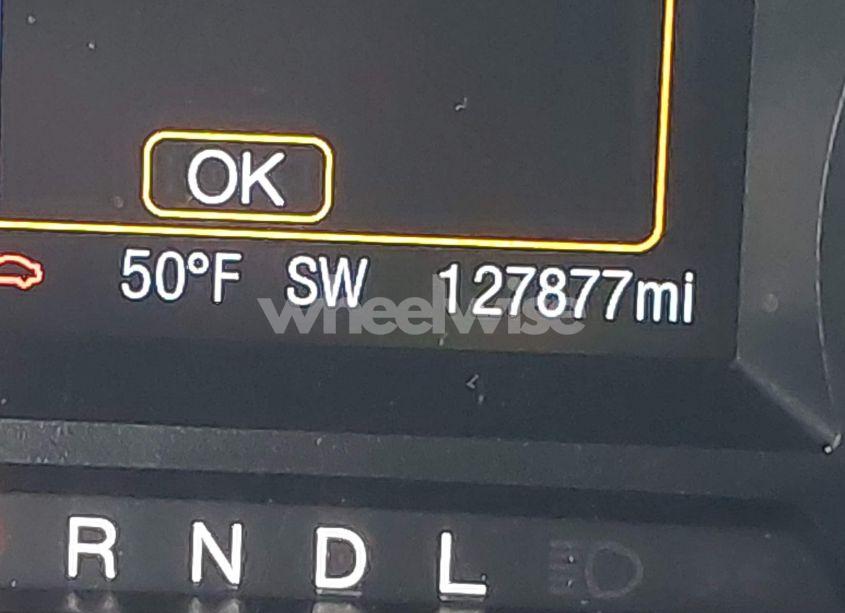 OK
50°F SW 127877mi
wheelwise
R N D L